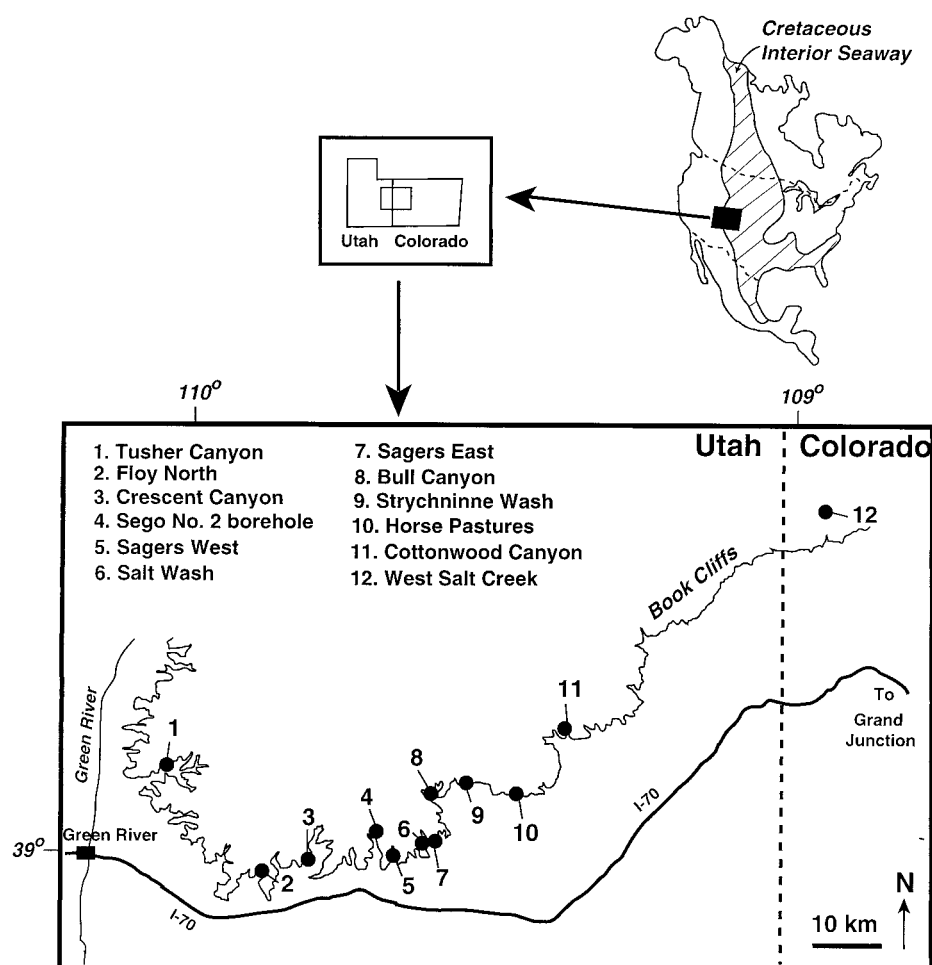 Cretaceous
Interior Seaway
Utah Colorado
110°
109°
1. Tusher Canyon
2. Floy North
3. Crescent Canyon
4. Sego No. 2 borehole
5. Sagers West
6. Salt Wash
7. Sagers East
8. Bull Canyon
9. Strychninne Wash
10. Horse Pastures
11. Cottonwood Canyon
12. West Salt Creek
Utah
Colorado
12
Book Cliffs
11
To
Grand
Junction
Green River
1
8
9
10
I-70
4
3
6
7
5
2
Green River
39°
I-70
N
10 km